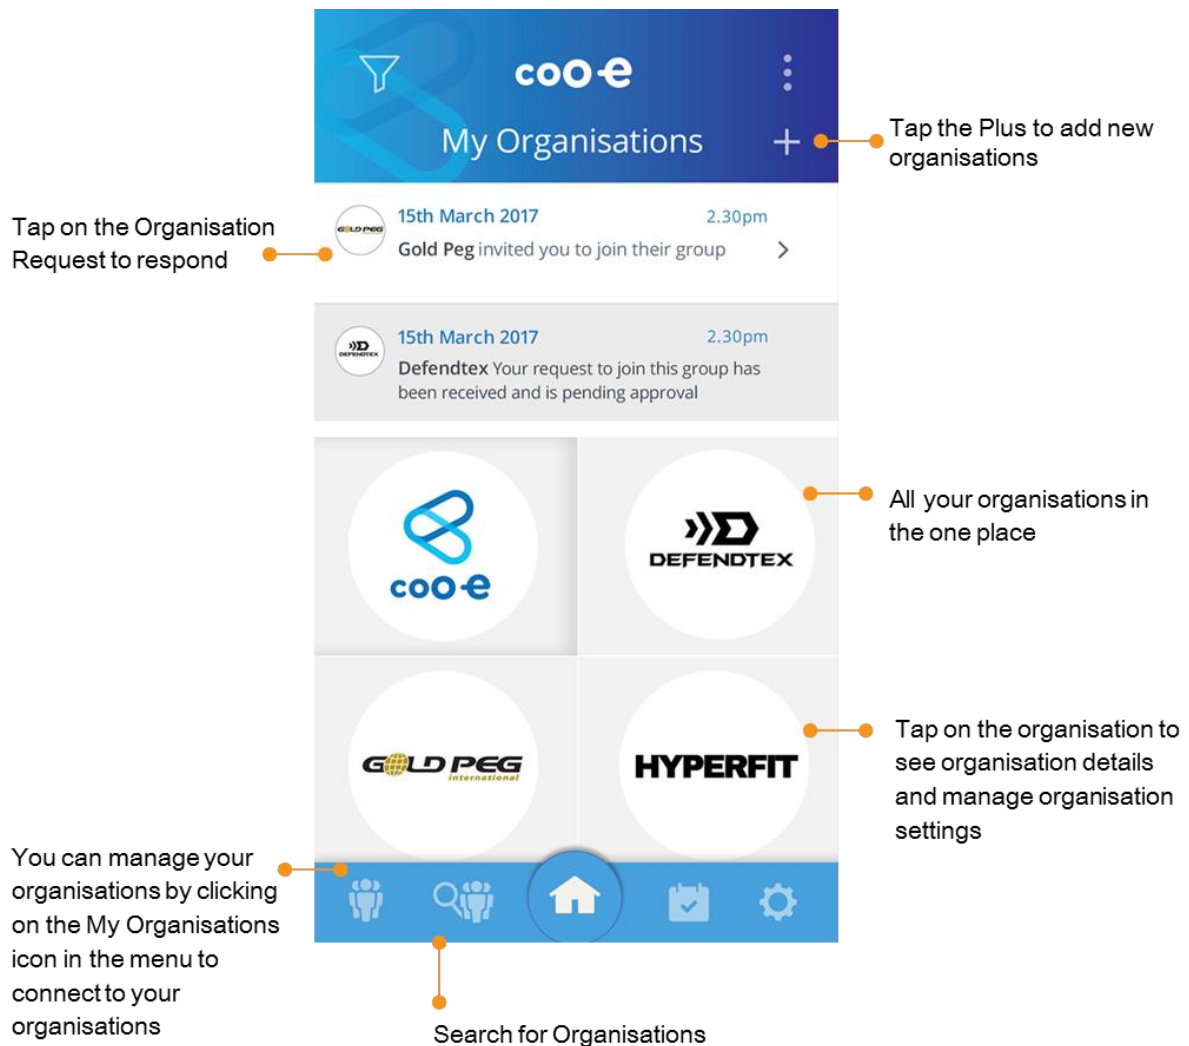 coo-e
My Organisations
Tap the Plus to add new
organisations
Tap on the Organisation
Request to respond
GOLD PEG
15th March 2017 2.30pm
Gold Peg invited you to join their group
DEFENDTEX
15th March 2017 2.30pm
Defendtex Your request to join this group has
been received and is pending approval
coo-e
DEFENDTEX
All your organisations in
the one place
GOLD PEG
international
HYPERFIT
Tap on the organisation to
see organisation details
and manage organisation
settings
You can manage your
organisations by clicking
on the My Organisations
icon in the menu to
connect to your
organisations
Search for Organisations